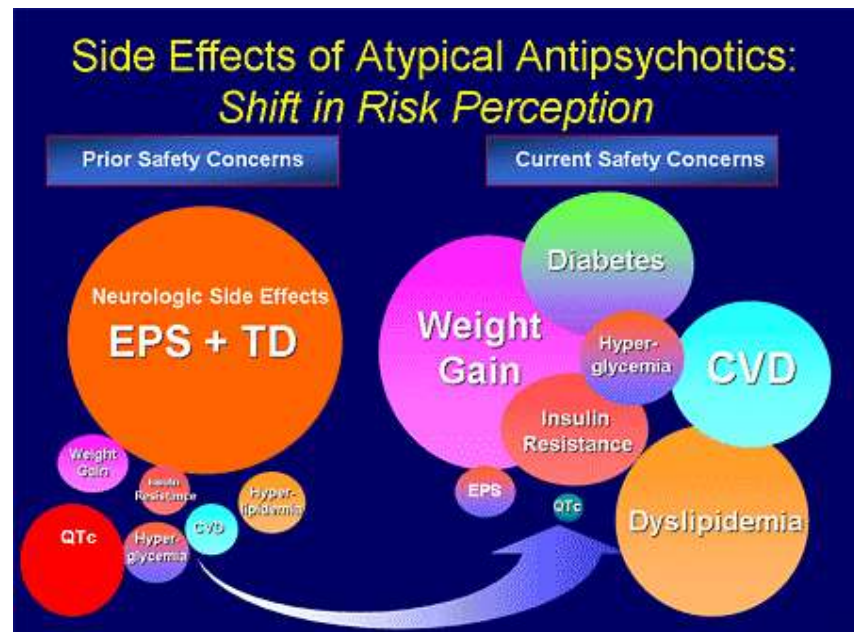 Side Effects of Atypical Antipsychotics:
Shift in Risk Perception
Prior Safety Concerns
Neurologic Side Effects
EPS + TD
Weight
Gain
Insulin
Resistance
Hyper-
lipidemia
QTc
Hyper-
glycemia
CVD
Current Safety Concerns
Diabetes
Weight
Gain
Hyper-
glycemia
CVD
Insulin
Resistance
EPS
QTc
Dyslipidemia